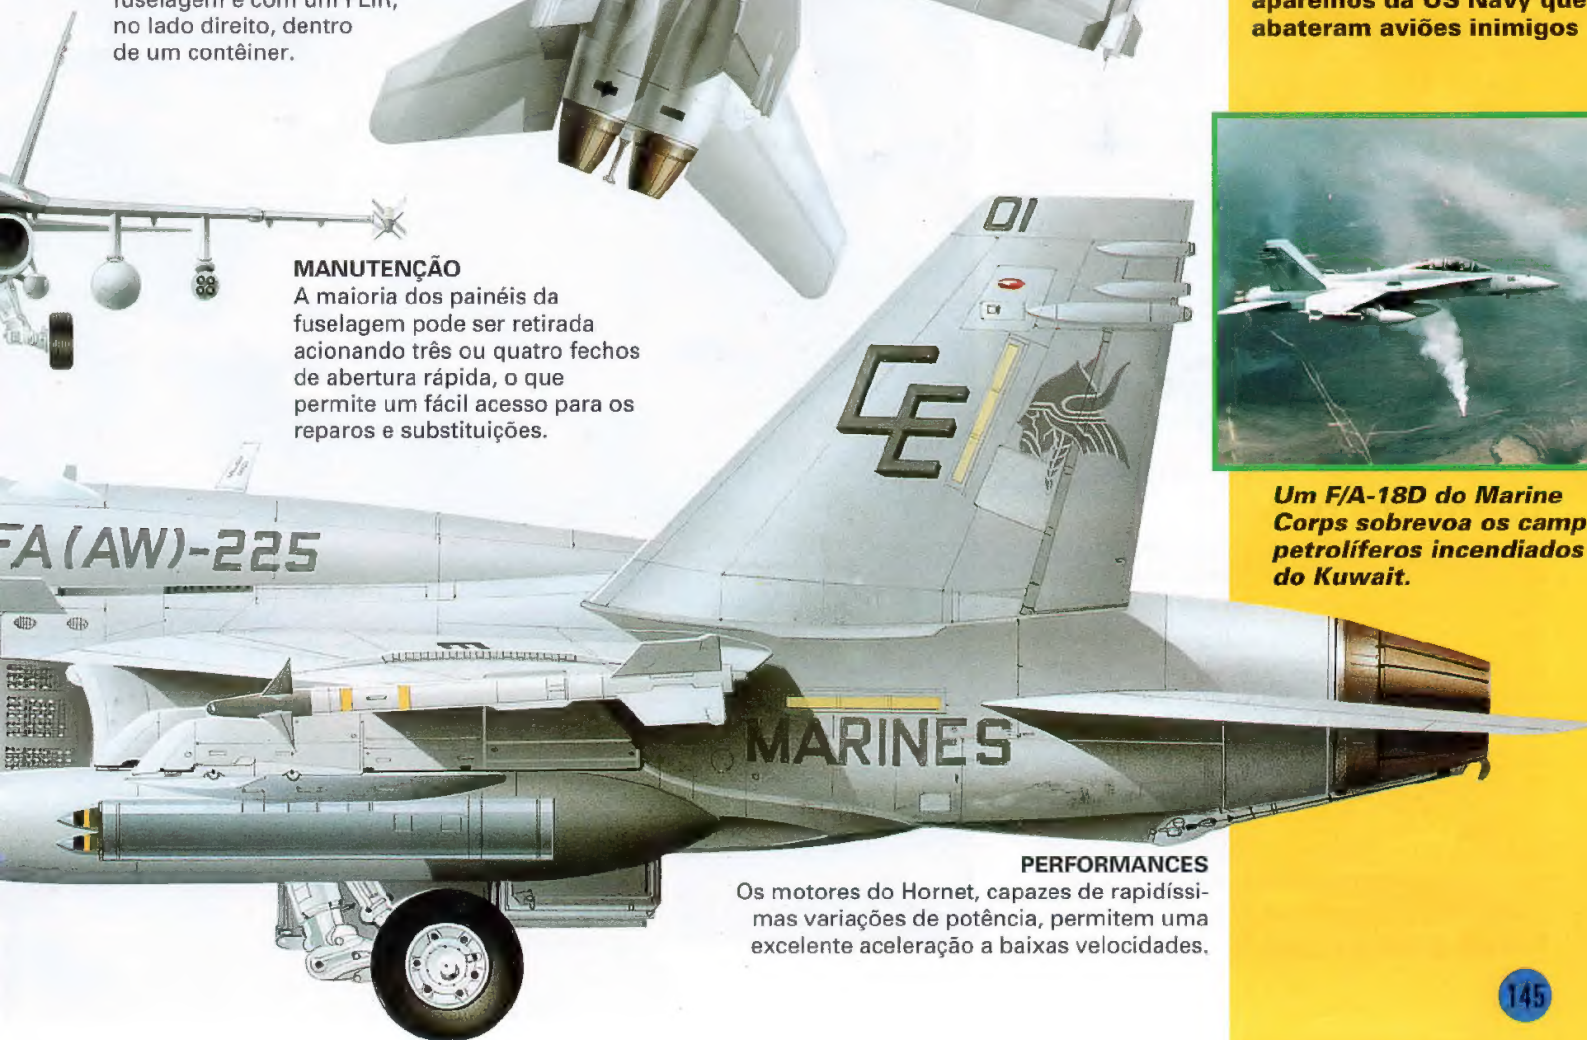 no lado direito, dentro
de um contêiner.
abateram aviões inimigos
01
MANUTENÇÃO
A maioria dos painéis da
fuselagem pode ser retirada
acionando três ou quatro fechos
de abertura rápida, o que
permite um fácil acesso para os
reparos e substituições.
CE
Um F/A-18D do Marine
Corps sobrevoa os camp
petrolíferos incendiados
do Kuwait.
FA(AW)-225
MARINES
PERFORMANCES
Os motores do Hornet, capazes de rapidíssi-
mas variações de potência, permitem uma
excelente aceleração a baixas velocidades.
145